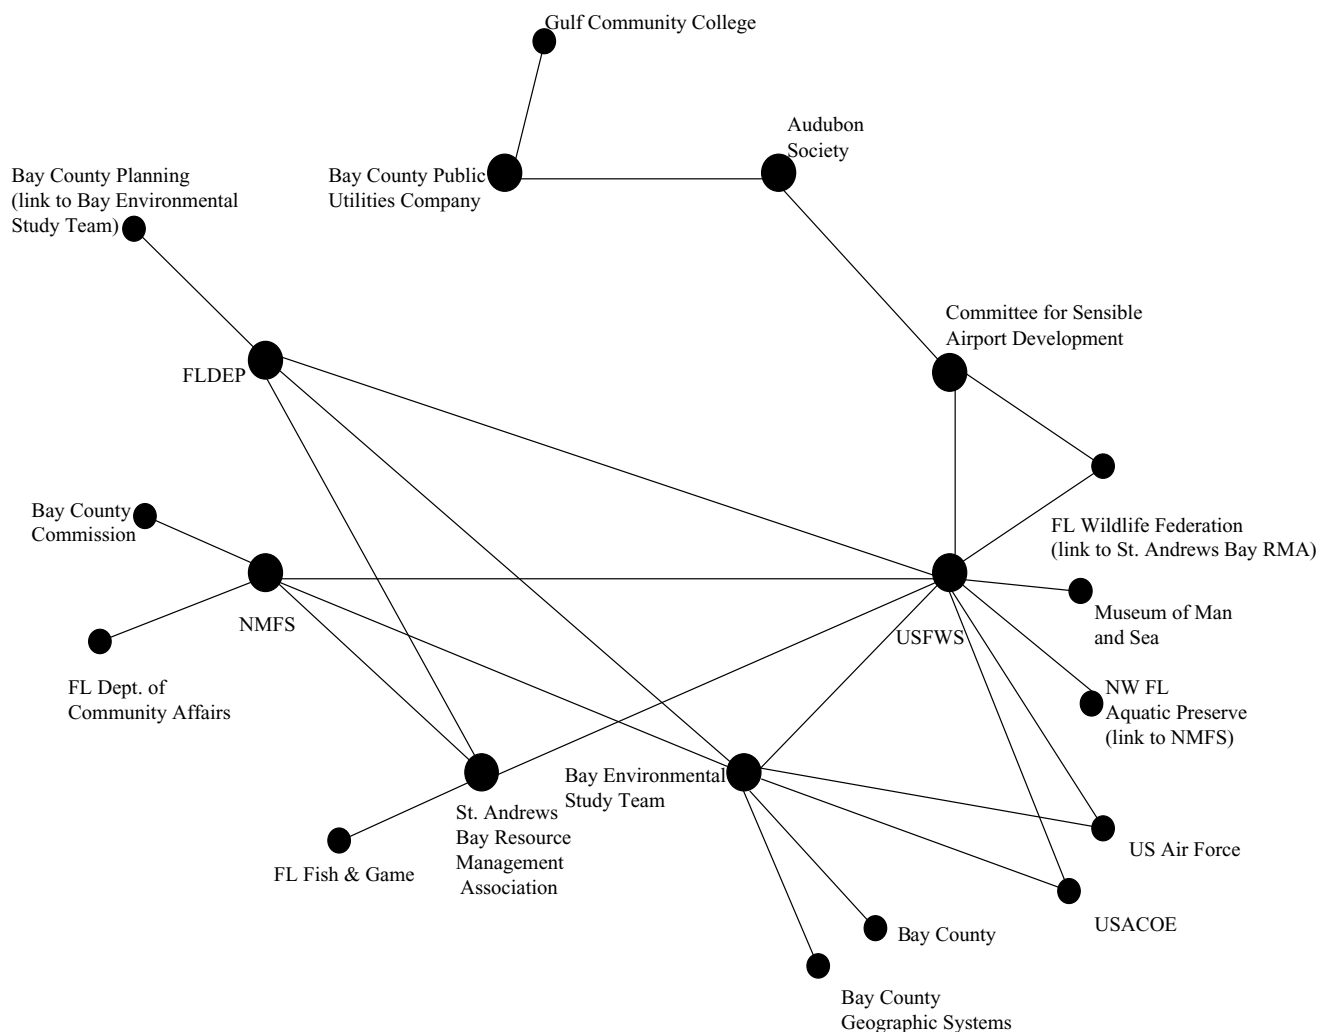 Gulf Community College
Audubon
Society
Bay County Planning
(link to Bay Environmental
Study Team)
Bay County Public
Utilities Company
Committee for Sensible
Airport Development
FLDEP
Bay County
Commission
FL Wildlife Federation
(link to St. Andrews Bay RMA)
NMFS
USFWS
Museum of Man
and Sea
FL Dept. of
Community Affairs
NW FL
Aquatic Preserve
(link to NMFS)
Bay Environmental
Study Team
St. Andrews
Bay Resource
Management
Association
FL Fish & Game
US Air Force
USACOE
Bay County
Bay County
Geographic Systems